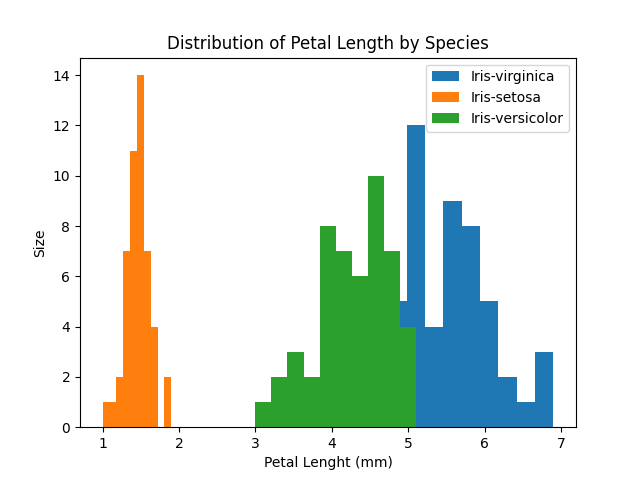 Distribution of Petal Length by Species
Iris-virginica
Iris-setosa
Iris-versicolor
Size
14
12
10
8
6
4
2
0
1 2 3 4 5 6 7
Petal Lenght (mm)